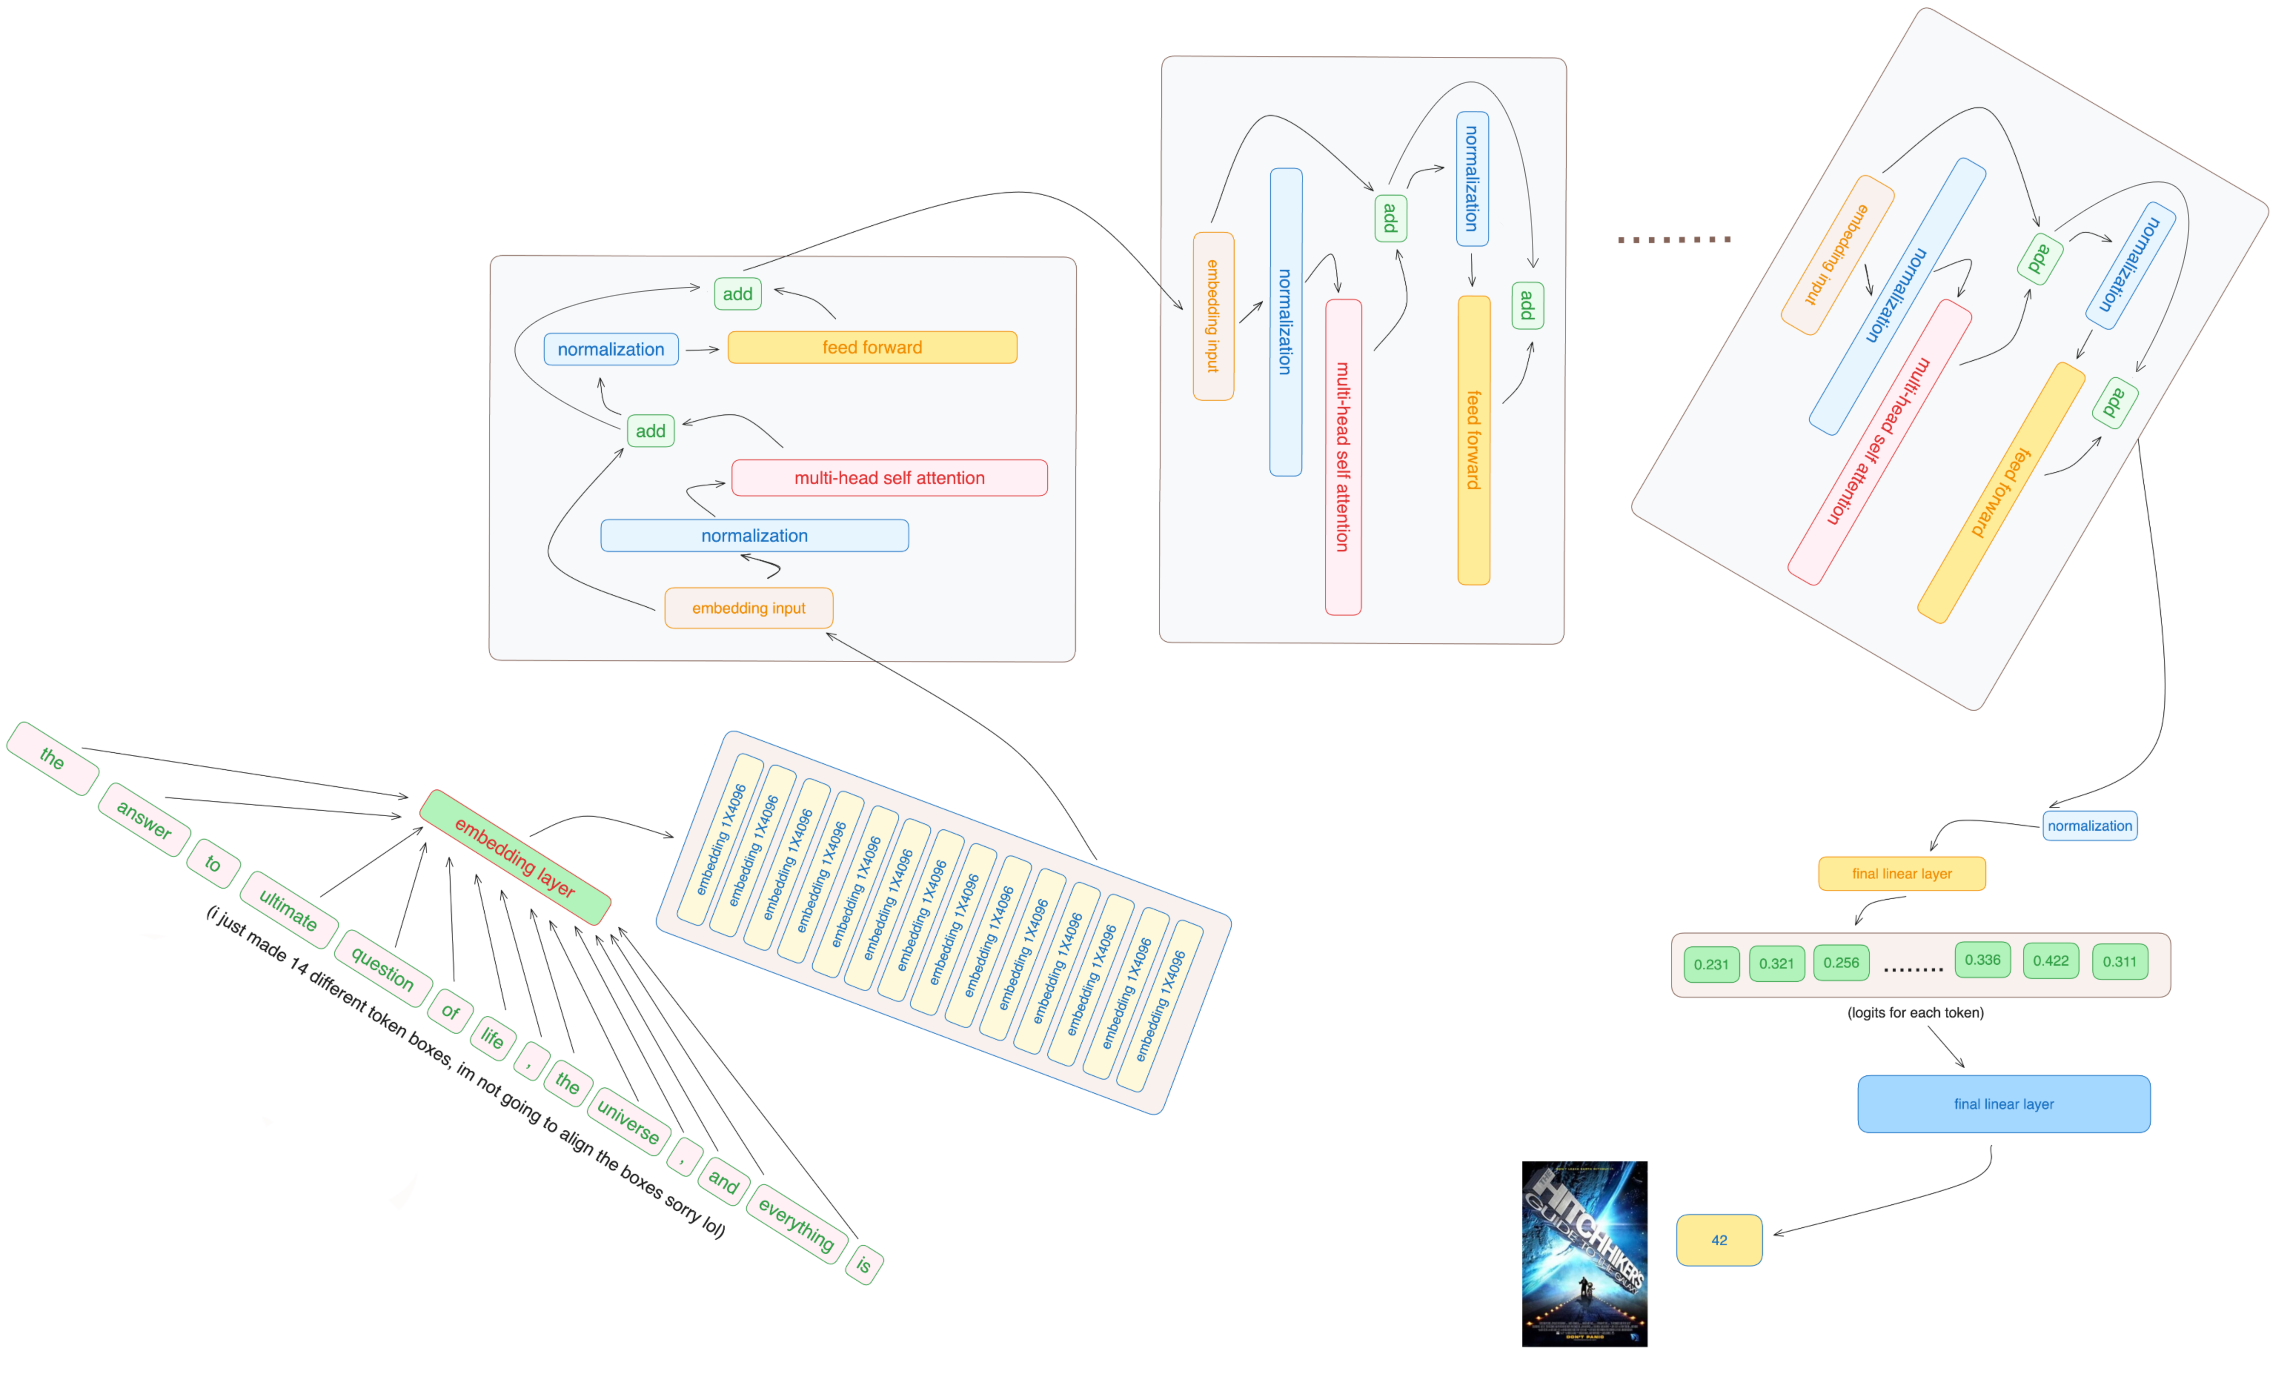 the
answer
to
ultimate
question
of
life
,
the
universe
,
and
everything
is
(i just made 14 different token boxes, im not going to align the boxes sorry lol)
embedding layer
embedding 1X4096
embedding 1X4096
embedding 1X4096
embedding 1X4096
embedding 1X4096
embedding 1X4096
embedding 1X4096
embedding 1X4096
embedding 1X4096
embedding 1X4096
embedding 1X4096
embedding 1X4096
embedding 1X4096
embedding 1X4096
add
normalization
feed forward
add
multi-head self attention
normalization
embedding input
embedding input
normalization
multi-head self attention
add
normalization
feed forward
add
embedding input
normalization
multi-head self attention
add
normalization
feed forward
add
normalization
final linear layer
0.231 0.321 0.256 ........ 0.336 0.422 0.311
(logits for each token)
final linear layer
42
THE
HITCHHIKER'S
GUIDE TO THE GALAXY
DON'T PANIC